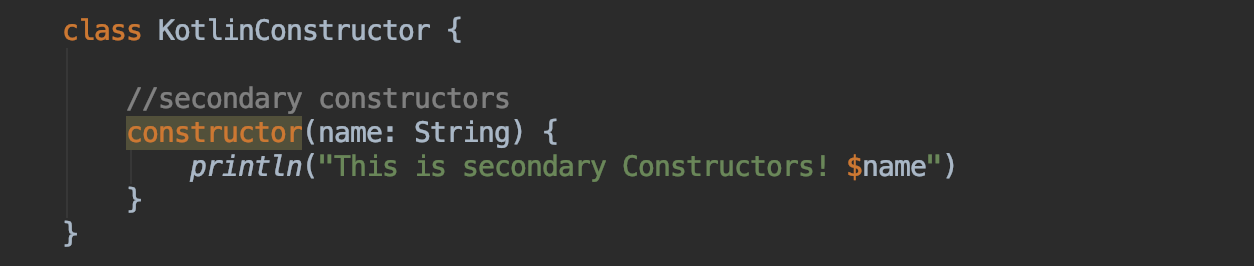 class KotlinConstructor {
//secondary constructors
constructor(name: String) {
println("This is secondary Constructors! $name")
}
}